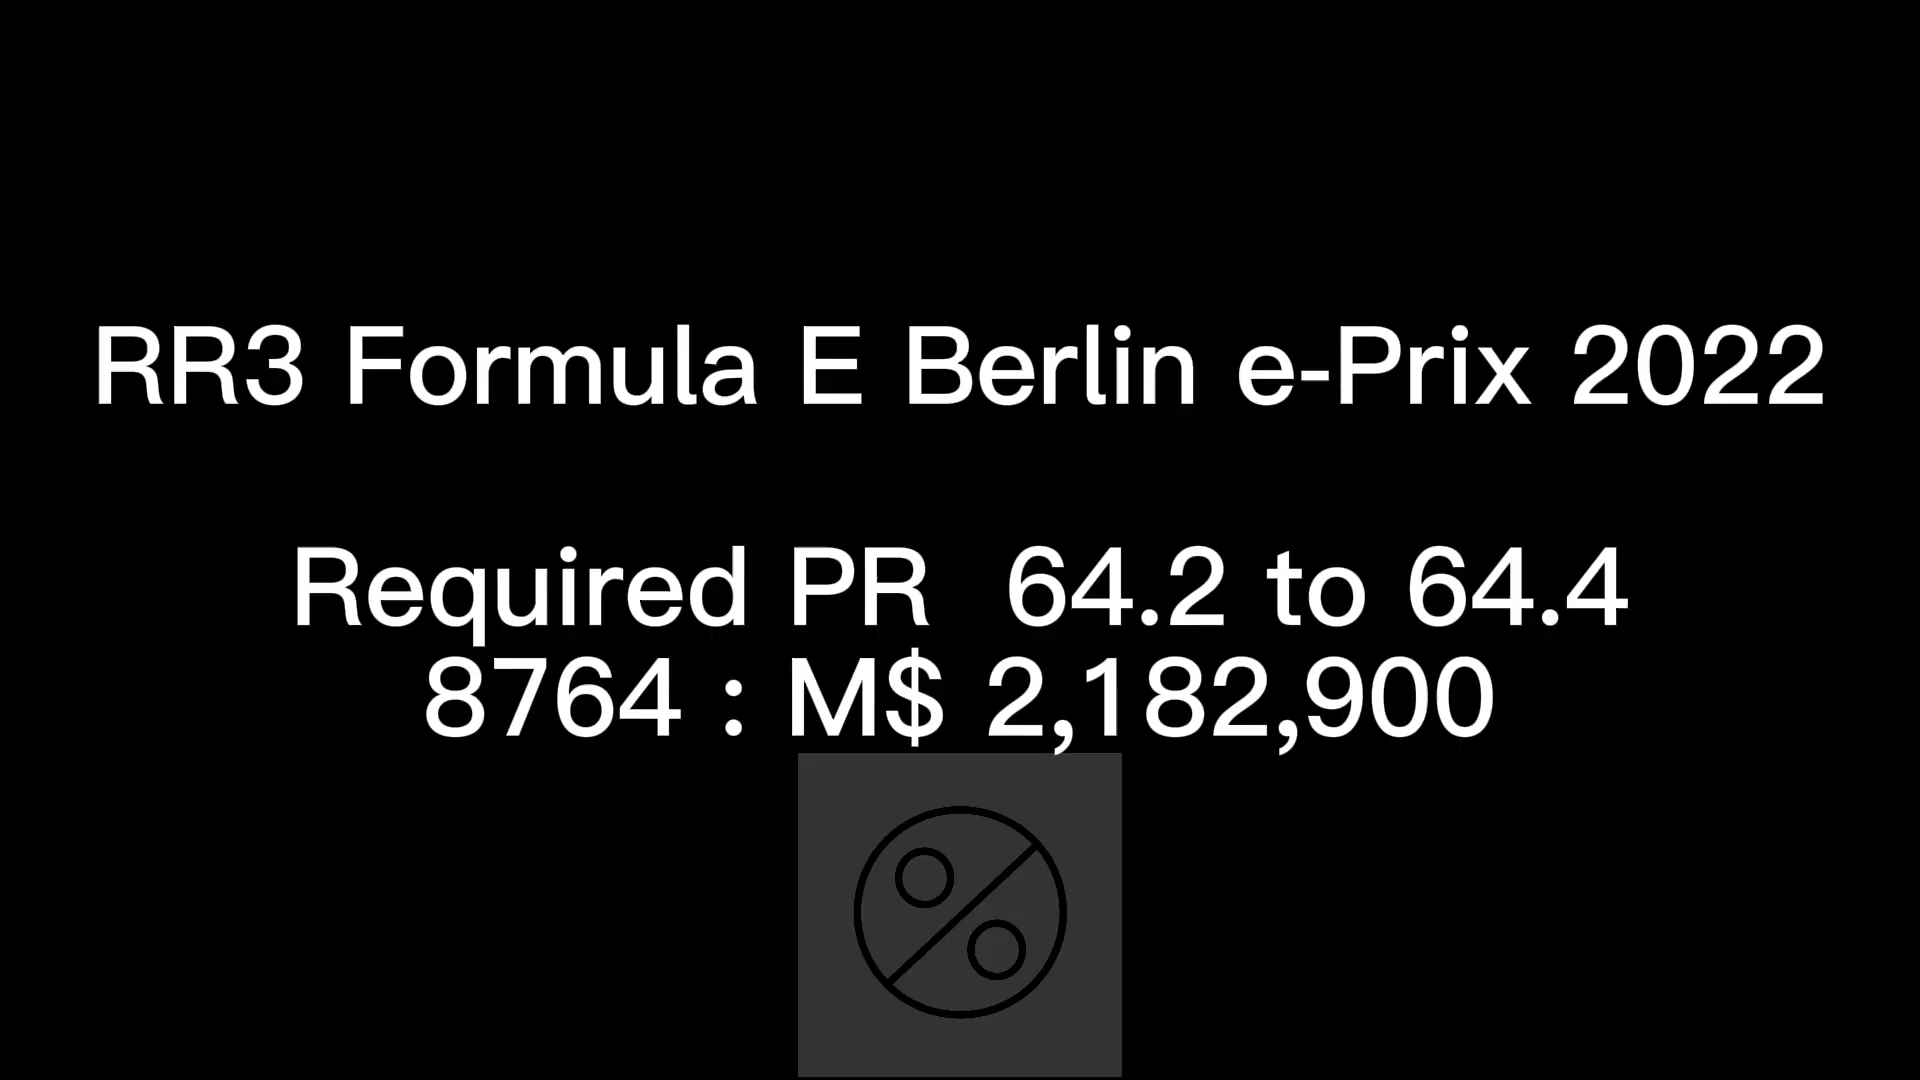 RR3 Formula E Berlin e-Prix 2022
Required PR 64.2 to 64.4
8764 : M$ 2,182,900